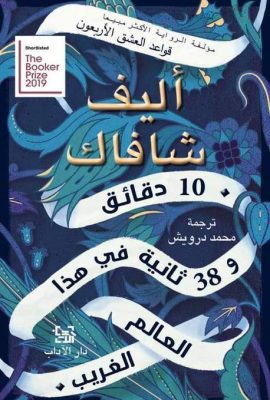 مؤلفة الرواية الأكثر مبيعا
قواعد العشق الأربعون
Shortlisted
The
Booker
Prize
2019
أليف
شافاك
10 دقائق
ترجمة
محمد درويش
و 38 ثانية في هذا
العالم
الغريب.
دار الآداب